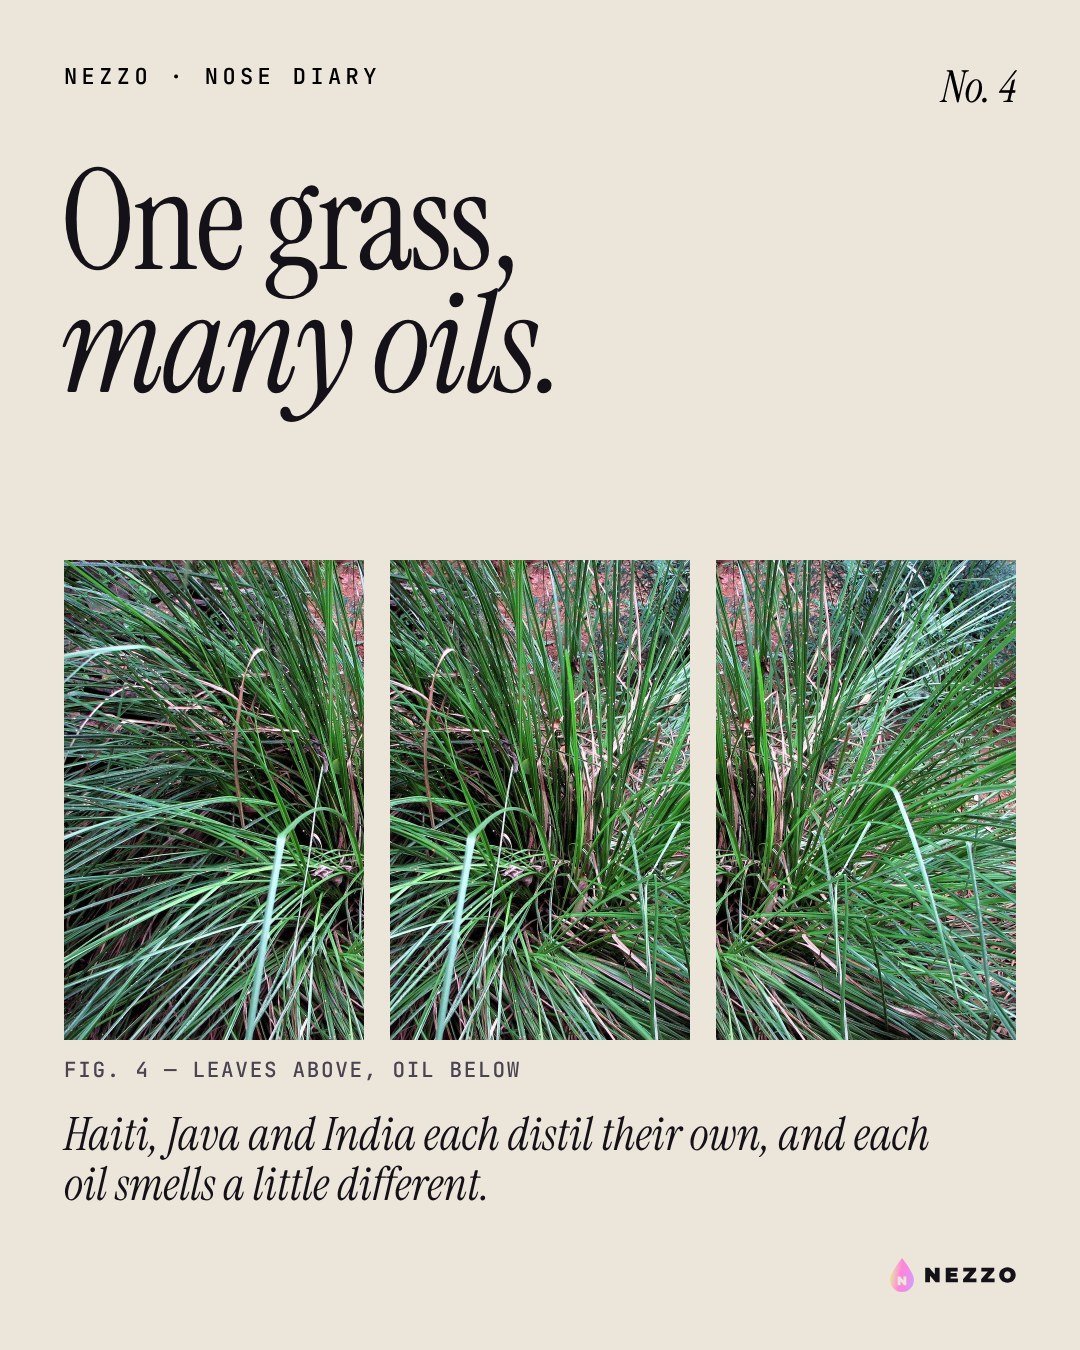 NEZZO · NOSE DIARY
No. 4
One grass,
many oils.
FIG. 4 — LEAVES ABOVE, OIL BELOW
Haiti, Java and India each distil their own, and each
oil smells a little different.
N NEZZO